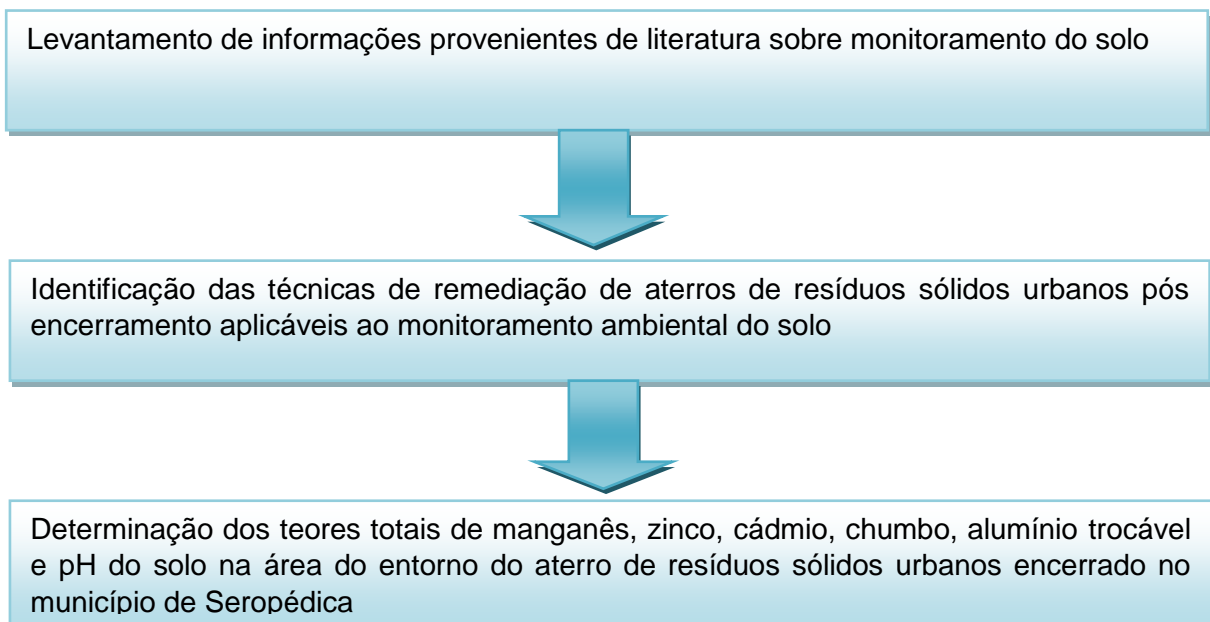 Levantamento de informações provenientes de literatura sobre monitoramento do solo
Identificação das técnicas de remediação de aterros de resíduos sólidos urbanos pós
encerramento aplicáveis ao monitoramento ambiental do solo
Determinação dos teores totais de manganês, zinco, cádmio, chumbo, alumínio trocável
e pH do solo na área do entorno do aterro de resíduos sólidos urbanos encerrado no
município de Seropédica